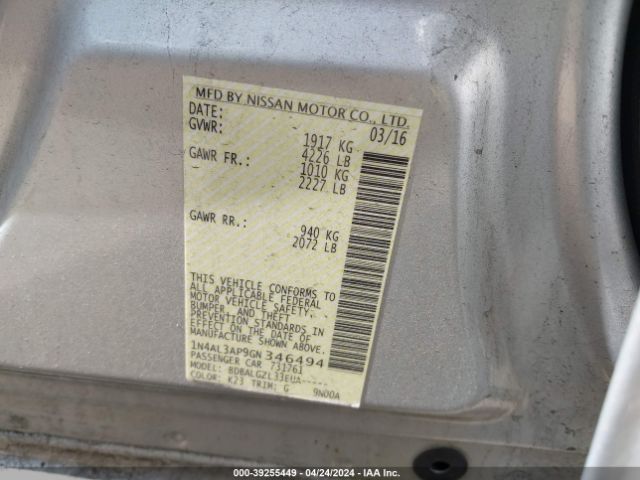 MFD BY NISSAN MOTOR CO., LTD.
DATE: 03/16
GVWR: 1917 KG
4226 LB
GAWR FR: 1010 KG
2227 LB
GAWR RR.: 940 KG
2072 LB
THIS VEHICLE CONFORMS TO
ALL APPLICABLE FEDERAL
MOTOR VEHICLE SAFETY,
BUMPER, AND THEFT
PREVENTION STANDARDS IN
EFFECT ON THE DATE OF
MANUFACTURE SHOWN ABOVE.
1N4AL3AP9GN 346494
PASSENGER CAR 731761
MODEL: BDBALGZL33EUA-----
COLOR: K23 TRIM: G 9N00A
000-39255449 - 04/24/2024 - IAA Inc.